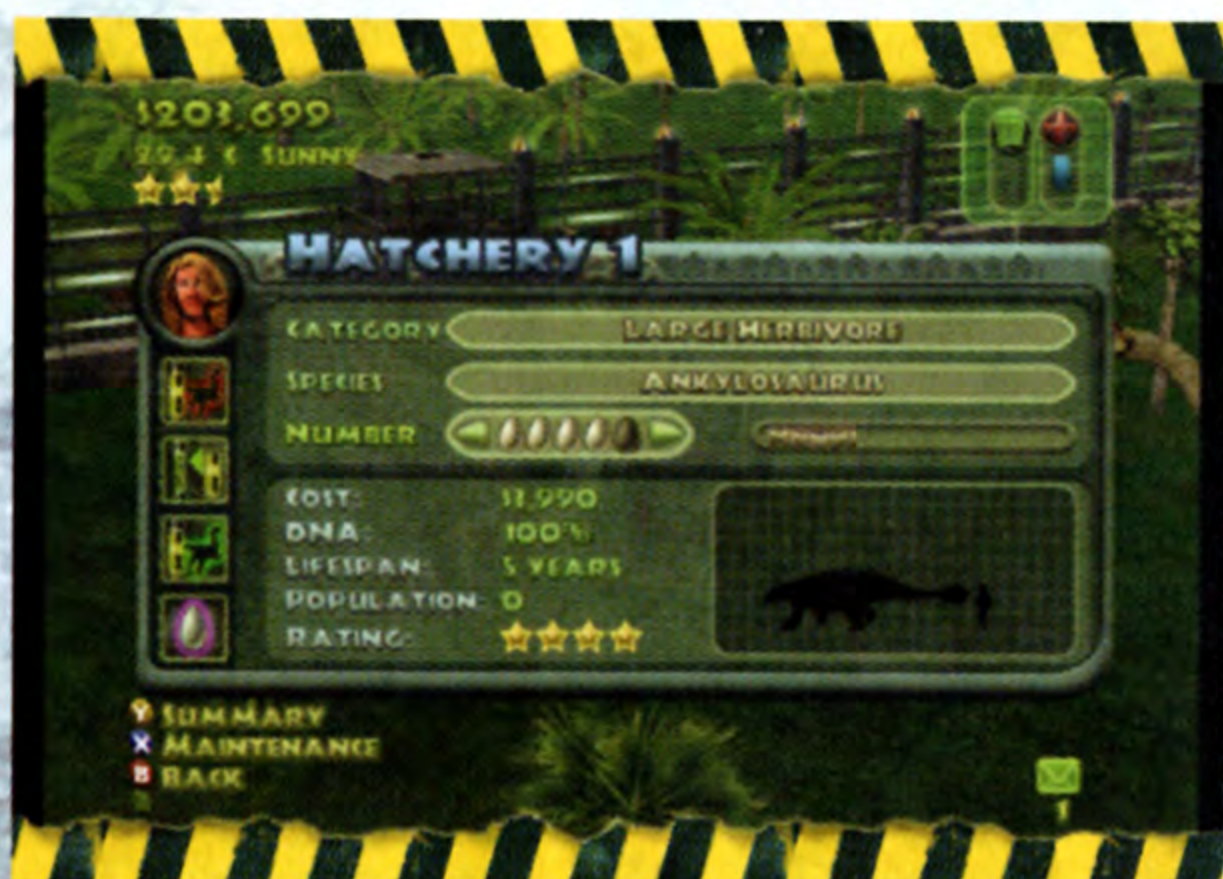 $203,699
SUNNY
HATCHERY 1
CATEGORY LARGE HERBIVORE
SPECIES ANKYLOSAURUS
NUMBER
COST: $3,990
DNA: 100%
LIFESPAN: 5 YEARS
POPULATION: 0
RATING:
Y SUMMARY
X MAINTENANCE
B BACK
1